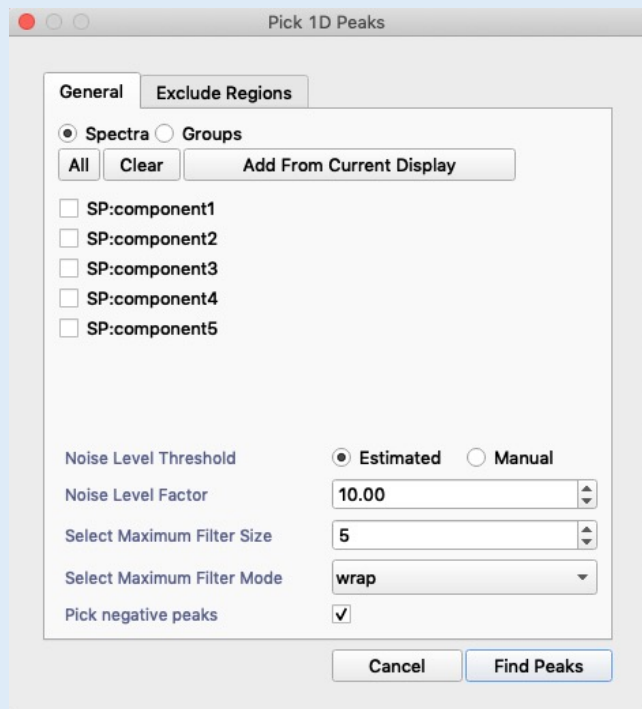 Pick 1D Peaks
General Exclude Regions
Spectra Groups
All Clear Add From Current Display
SP:component1
SP:component2
SP:component3
SP:component4
SP:component5
Noise Level Threshold Estimated Manual
Noise Level Factor 10.00
Select Maximum Filter Size 5
Select Maximum Filter Mode wrap
Pick negative peaks
Cancel Find Peaks